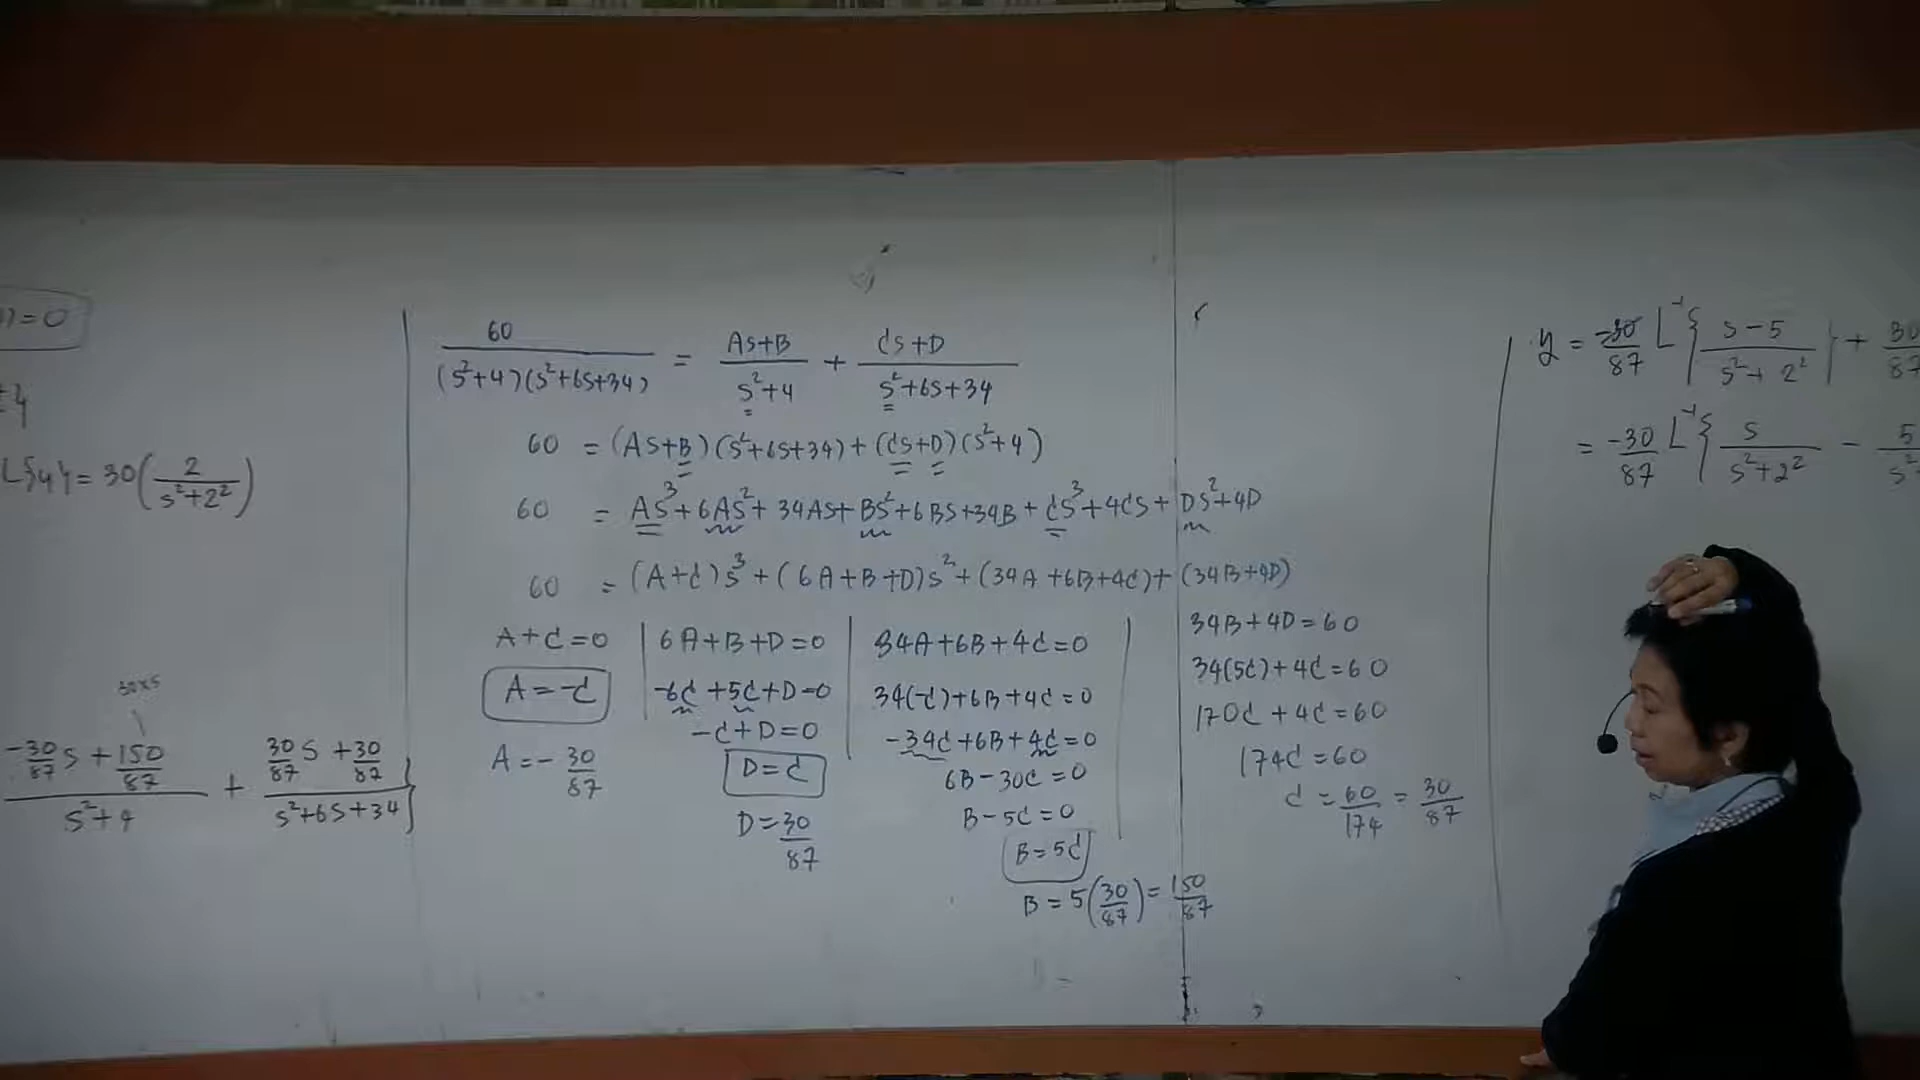 )=0
L{y}=30(2/(s²+2²))
30×5
(-30/87 s + 150/87)/(s²+4) + (30/87 s + 30/87)/(s²+6s+34)}
60/((s²+4)(s²+6s+34)) = (As+B)/(s²+4) + (Cs+D)/(s²+6s+34)
60 = (As+B)(s²+6s+34)+(Cs+D)(s²+4)
60 = As³+6As²+34As+Bs²+6Bs+34B+Cs³+4Cs+Ds²+4D
60 = (A+C)s³+(6A+B+D)s²+(34A+6B+4C)+(34B+4D)
A+C=0
A=-C
A=-30/87
6A+B+D=0
-6C+5C+D=0
-C+D=0
D=C
D=30/87
34A+6B+4C=0
34(-C)+6B+4C=0
-34C+6B+4C=0
6B-30C=0
B-5C=0
B=5C
B=5(30/87)=150/87
34B+4D=60
34(5C)+4C=60
170C+4C=60
174C=60
C=60/174=30/87
y = -30/87 L⁻¹{(s-5)/(s²+2²)} + 30/87
= -30/87 L⁻¹{s/(s²+2²) - 5/s²